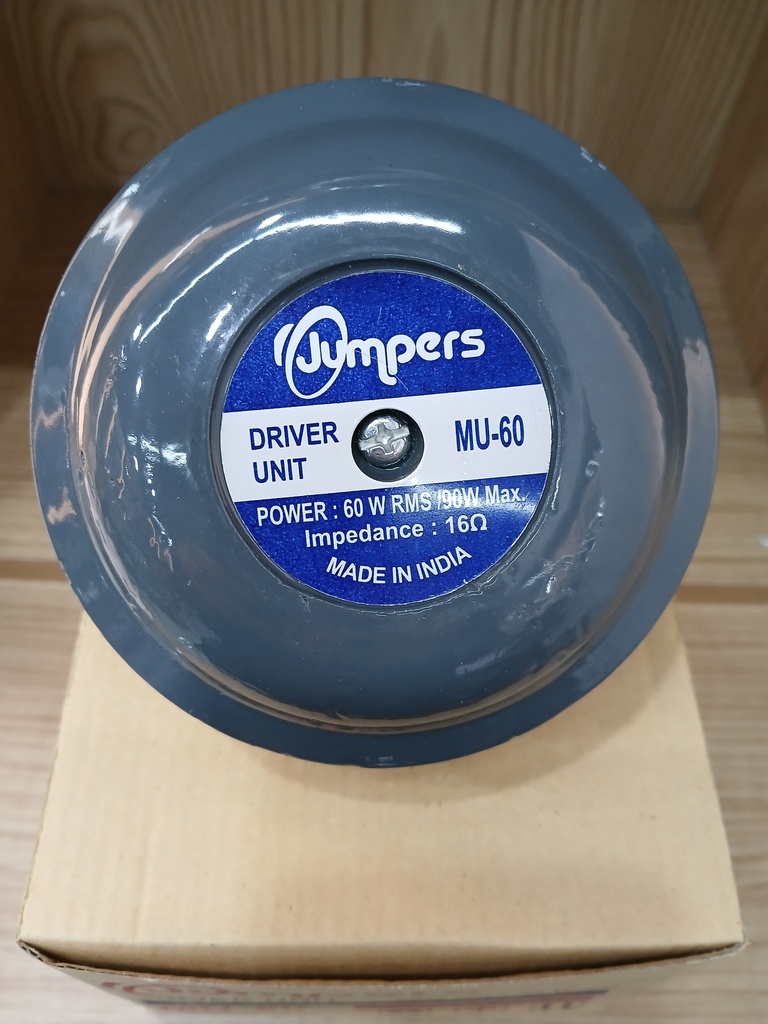 Jumpers
DRIVER UNIT
MU-60
POWER : 60 W RMS /90W Max.
Impedance : 16Ω
MADE IN INDIA